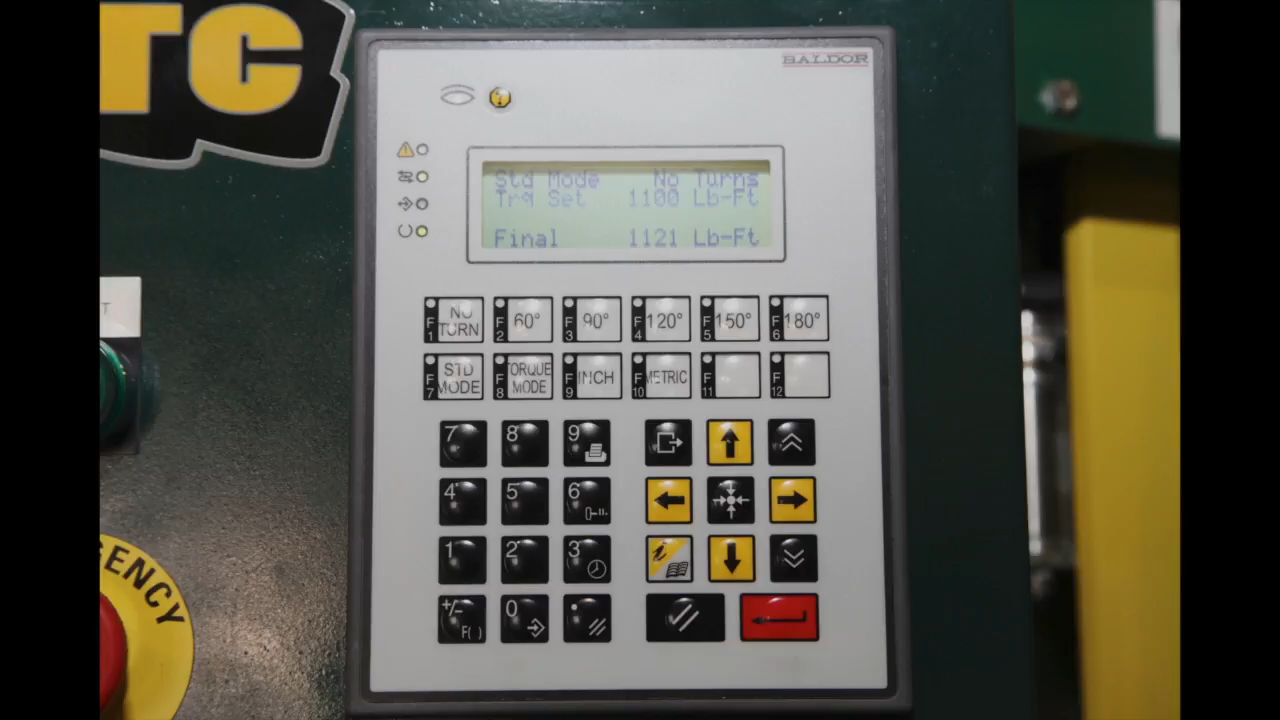 TC
BALDOR
Std Mode No Turns
Trq Set 1100 Lb-Ft
Final 1121 Lb-Ft
F1 NO TURN
F2 60°
F3 90°
F4 120°
F5 150°
F6 180°
F7 STD MODE
F8 TORQUE MODE
F9 INCH
F10 METRIC
F11
F12
7 8 9
4 5 6
1 2 3
+/- F( ) 0 •
T
GENCY